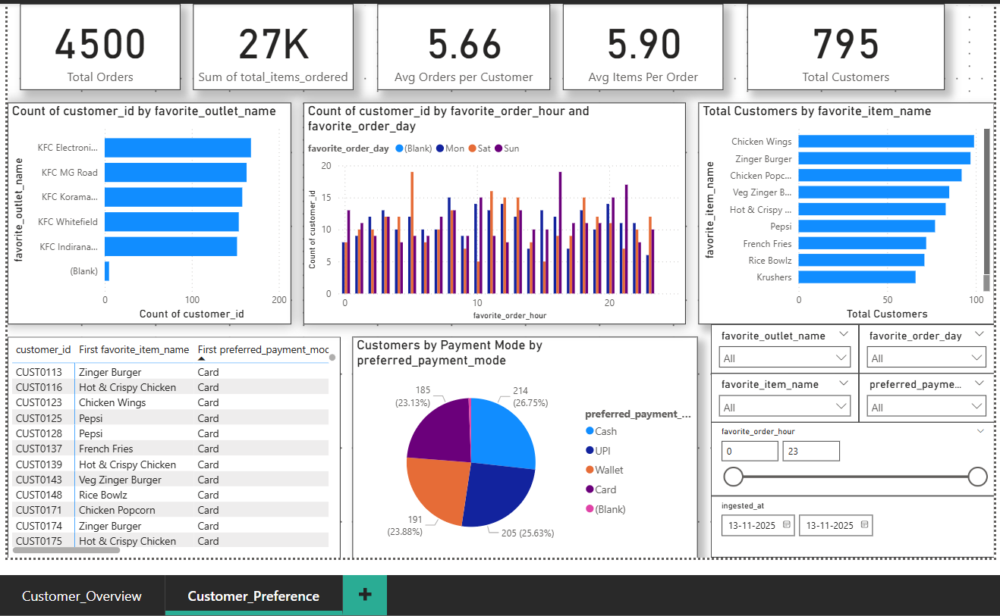 4500
Total Orders
27K
Sum of total_items_ordered
5.66
Avg Orders per Customer
5.90
Avg Items Per Order
795
Total Customers
Count of customer_id by favorite_outlet_name
favorite_outlet_name
KFC Electroni...
KFC MG Road
KFC Korama...
KFC Whitefield
KFC Indirana...
(Blank)
0 100 200
Count of customer_id
Count of customer_id by favorite_order_hour and
favorite_order_day
favorite_order_day (Blank) Mon Sat Sun
Count of customer_id
20
15
10
5
0
0 10 20
favorite_order_hour
Total Customers by favorite_item_name
favorite_item_name
Chicken Wings
Zinger Burger
Chicken Popc...
Veg Zinger B...
Hot & Crispy ...
Pepsi
French Fries
Rice Bowlz
Krushers
0 50 100
Total Customers
customer_id First favorite_item_name First preferred_payment_mod
CUST0113 Zinger Burger Card
CUST0116 Hot & Crispy Chicken Card
CUST0123 Chicken Wings Card
CUST0125 Pepsi Card
CUST0128 Pepsi Card
CUST0137 French Fries Card
CUST0139 Hot & Crispy Chicken Card
CUST0143 Veg Zinger Burger Card
CUST0148 Rice Bowlz Card
CUST0171 Chicken Popcorn Card
CUST0174 Zinger Burger Card
CUST0175 Hot & Crispy Chicken Card
Customers by Payment Mode by
preferred_payment_mode
185
(23.13%)
214
(26.75%)
191
(23.88%)
205 (25.63%)
preferred_payment_...
Cash
UPI
Wallet
Card
(Blank)
favorite_outlet_name
All
favorite_order_day
All
favorite_item_name
All
preferred_payme...
All
favorite_order_hour
0 23
ingested_at
13-11-2025 13-11-2025
Customer_Overview Customer_Preference +